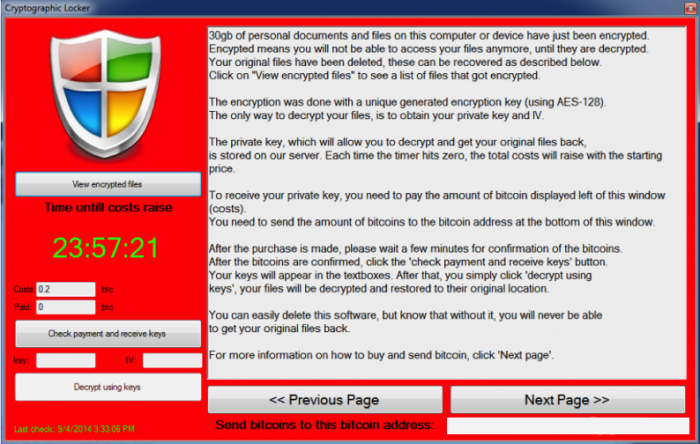 Cryptographic Locker
30gb of personal documents and files on this computer or device have just been encrypted.
Encypted means you will not be able to access your files anymore, until they are decrypted.
Your original files have been deleted, these can be recovered as described below.
Click on "View encrypted files" to see a list of files that got encrypted.
The encryption was done with a unique generated encryption key (using AES-128).
The only way to decrypt your files, is to obtain your private key and IV.
The private key, which will allow you to decrypt and get your original files back,
is stored on our server. Each time the timer hits zero, the total costs will raise with the starting
price.
To receive your private key, you need to pay the amount of bitcoin displayed left of this window
(costs).
You need to send the amount of bitcoins to the bitcoin address at the bottom of this window.
After the purchase is made, please wait a few minutes for confirmation of the bitcoins.
After the bitcoins are confirmed, click the 'check payment and receive keys' button.
Your keys will appear in the textboxes. After that, you simply click 'decrypt using
keys', your files will be decrypted and restored to their original location.
You can easily delete this software, but know that without it, you will never be able
to get your original files back.
For more information on how to buy and send bitcoin, click 'Next page'.
View encrypted files
Time untill costs raise
23:57:21
Costs: 0.2 btc
Paid: 0 btc
Check payment and receive keys
key: IV:
Decrypt using keys
Last check: 9/4/2014 3:33:06 PM
<< Previous Page
Next Page >>
Send bitcoins to this bitcoin address: